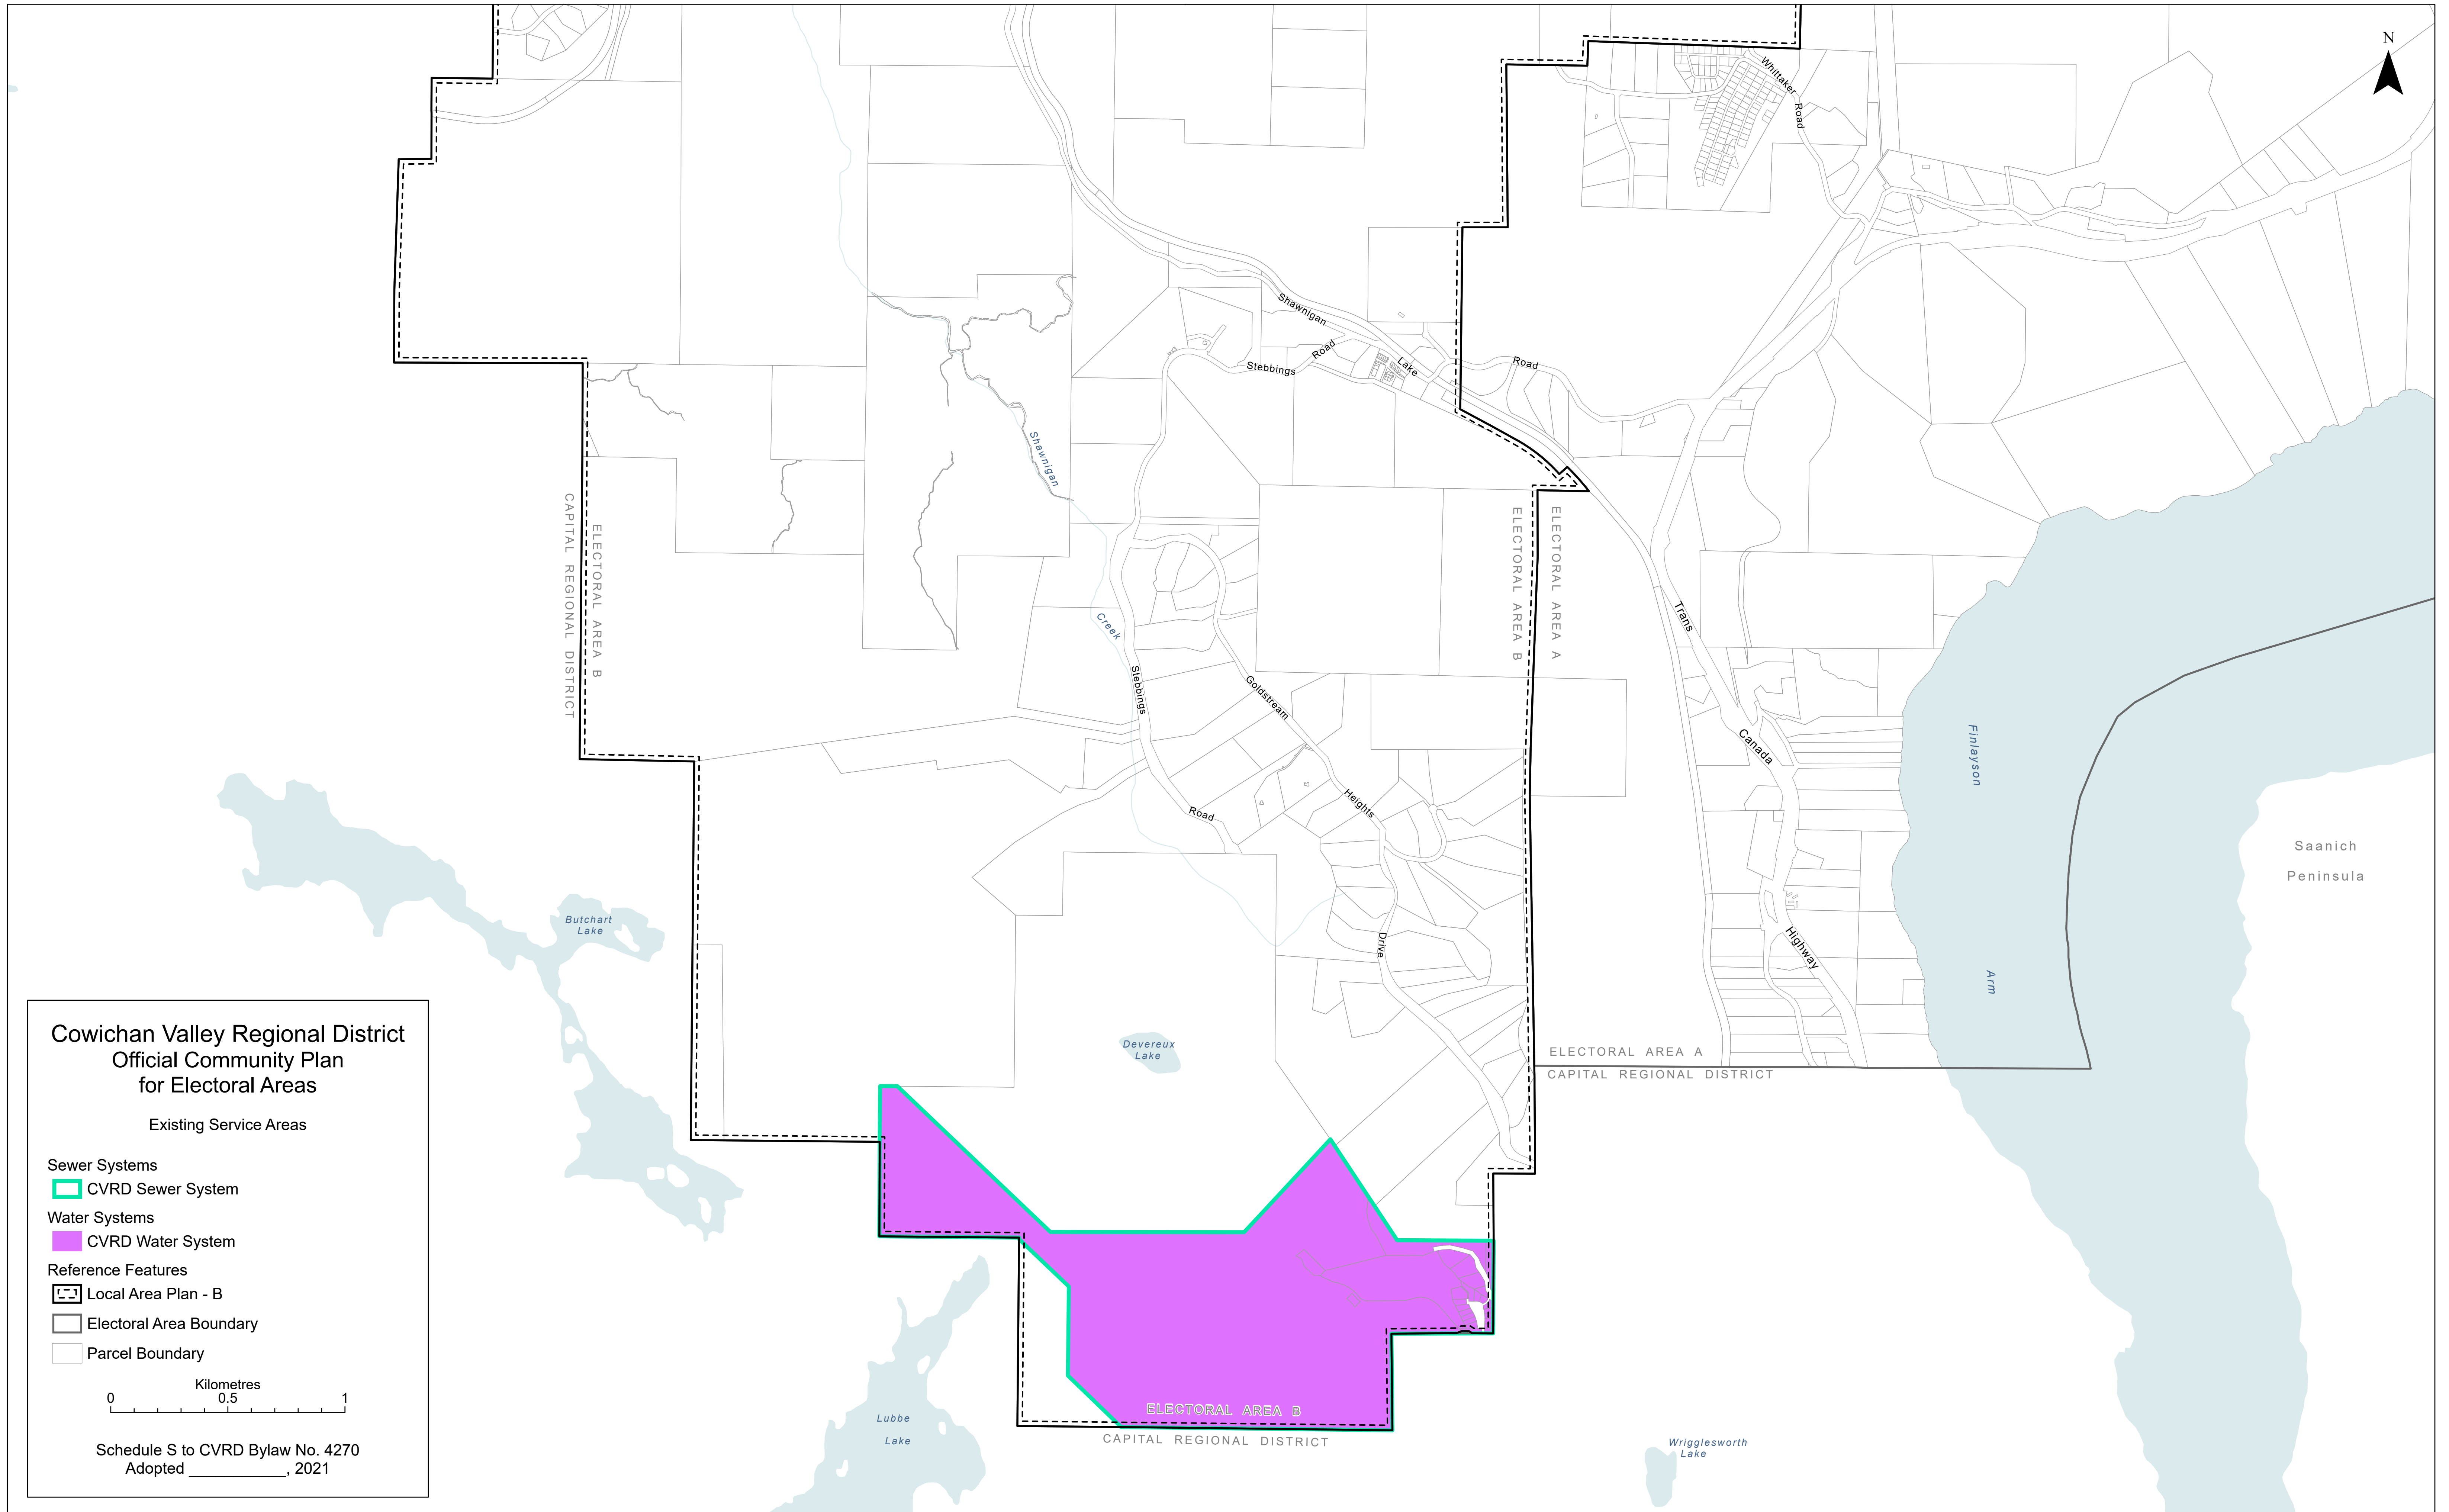 N
Whittaker
Road
Shawnigan
Lake
Road
Stebbings
Road
Shawnigan
Creek
CAPITAL REGIONAL DISTRICT
ELECTORAL AREA B
ELECTORAL AREA B
ELECTORAL AREA A
Trans
Canada
Highway
Stebbings
Road
Goldstream
Heights
Drive
Finlayson
Arm
Saanich
Peninsula
Butchart
Lake
Devereux
Lake
ELECTORAL AREA A
CAPITAL REGIONAL DISTRICT
Lubbe
Lake
ELECTORAL AREA B
CAPITAL REGIONAL DISTRICT
Wrigglesworth
Lake
Cowichan Valley Regional District
Official Community Plan
for Electoral Areas
Existing Service Areas
Sewer Systems
CVRD Sewer System
Water Systems
CVRD Water System
Reference Features
Local Area Plan - B
Electoral Area Boundary
Parcel Boundary
Kilometres
0 0.5 1
Schedule S to CVRD Bylaw No. 4270
Adopted ___________, 2021